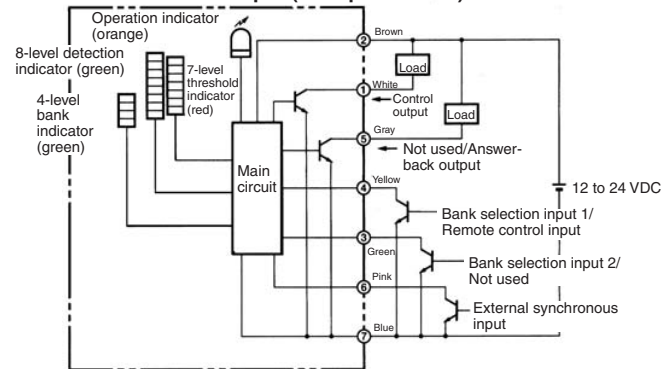 Operation indicator
(orange)
8-level detection
indicator (green)
7-level
threshold
indicator
(red)
4-level
bank
indicator
(green)
Main
circuit
2
Brown
Load
1
White
Control
output
Load
5
Gray
Not used/Answer-
back output
4
Yellow
12 to 24 VDC
Bank selection input 1/
Remote control input
3
Green
Bank selection input 2/
Not used
6
Pink
External synchronous
input
7
Blue